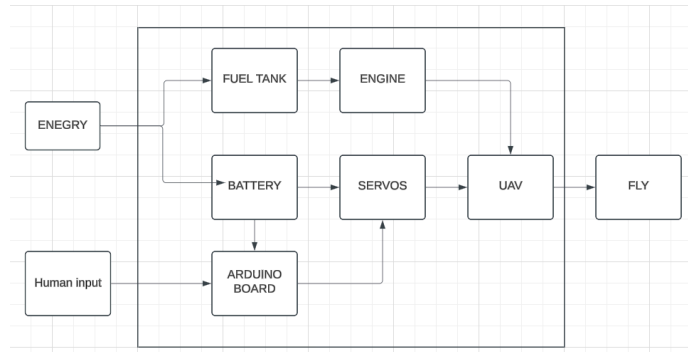 FUEL TANK
ENGINE
ENEGRY
BATTERY
SERVOS
UAV
FLY
Human input
ARDUINO
BOARD